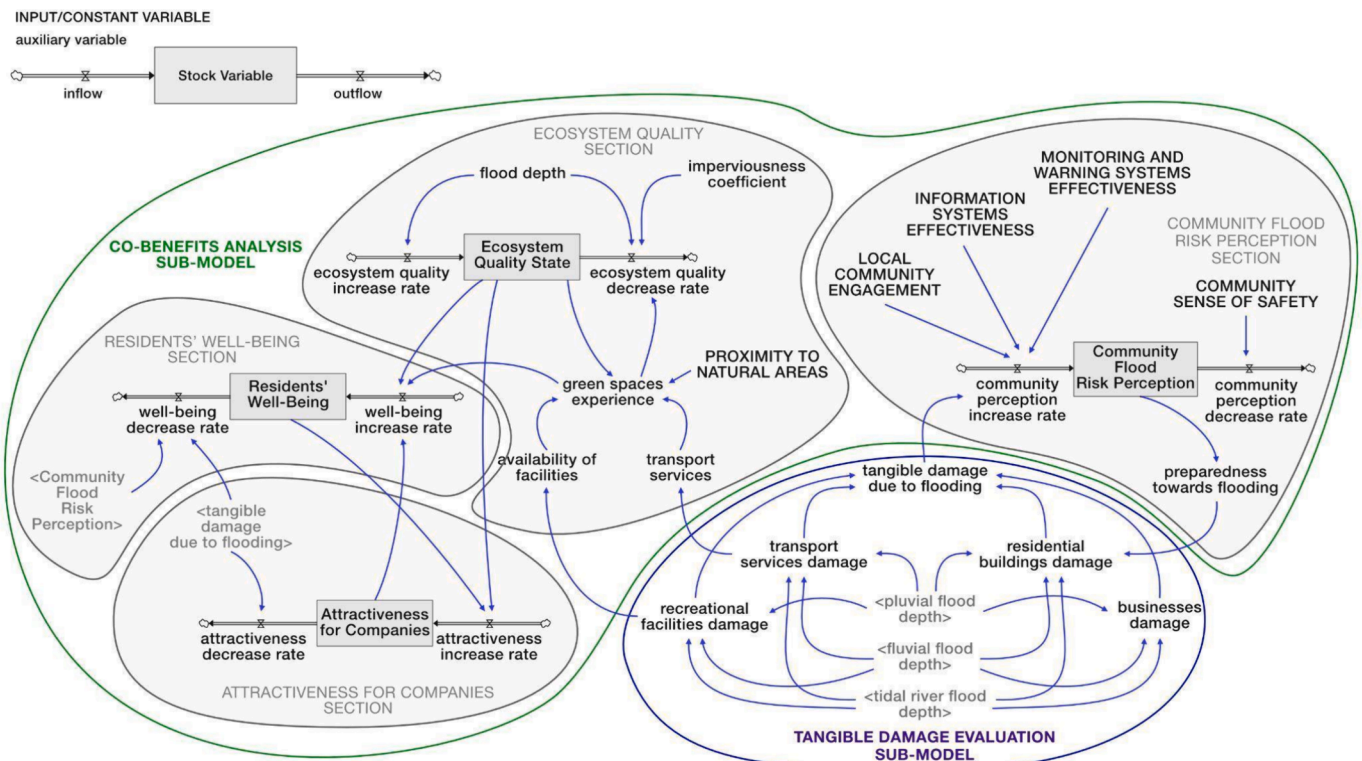 INPUT/CONSTANT VARIABLE
auxiliary variable
Stock Variable
inflow
outflow
ECOSYSTEM QUALITY
SECTION
flood depth
imperviousness
coefficient
CO-BENEFITS ANALYSIS
SUB-MODEL
Ecosystem
Quality State
ecosystem quality
increase rate
ecosystem quality
decrease rate
MONITORING AND
WARNING SYSTEMS
EFFECTIVENESS
INFORMATION
SYSTEMS
EFFECTIVENESS
COMMUNITY FLOOD
RISK PERCEPTION
SECTION
LOCAL
COMMUNITY
ENGAGEMENT
COMMUNITY
SENSE OF SAFETY
Community
Flood
Risk Perception
community
perception
increase rate
community
perception
decrease rate
preparedness
towards flooding
RESIDENTS' WELL-BEING
SECTION
Residents'
Well-Being
well-being
decrease rate
well-being
increase rate
<Community
Flood
Risk
Perception>
green spaces
experience
PROXIMITY TO
NATURAL AREAS
availability of
facilities
transport
services
<tangible
damage
due to flooding>
Attractiveness
for Companies
attractiveness
decrease rate
attractiveness
increase rate
ATTRACTIVENESS FOR COMPANIES
SECTION
tangible damage
due to flooding
transport
services damage
residential
buildings damage
recreational
facilities damage
<pluvial flood
depth>
businesses
damage
<fluvial flood
depth>
<tidal river flood
depth>
TANGIBLE DAMAGE EVALUATION
SUB-MODEL